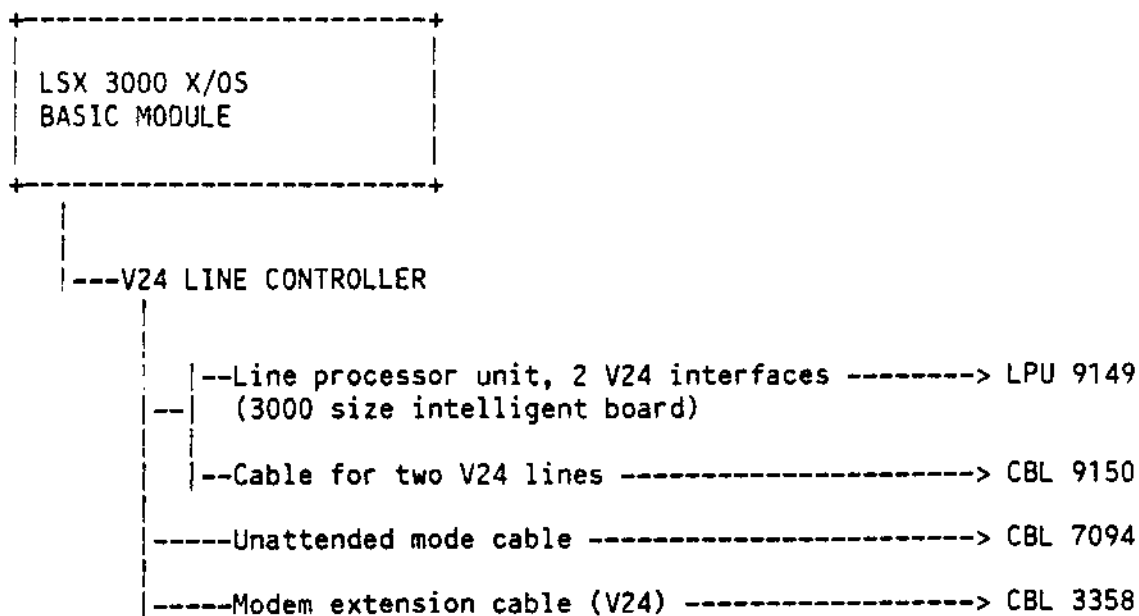 LSX 3000 X/OS
BASIC MODULE
V24 LINE CONTROLLER
Line processor unit, 2 V24 interfaces --------> LPU 9149
(3000 size intelligent board)
Cable for two V24 lines ---------------------> CBL 9150
Unattended mode cable -----------------------> CBL 7094
Modem extension cable (V24) -----------------> CBL 3358